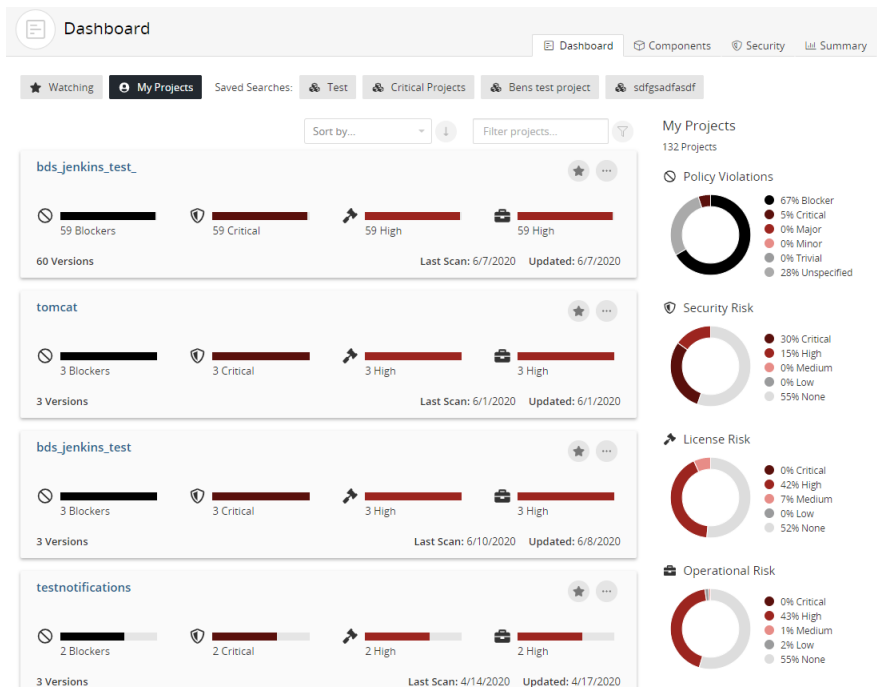 Dashboard
Dashboard Components Security Summary
Watching My Projects Saved Searches: Test Critical Projects Bens test project sdfgsadfasdf
Sort by... Filter projects...
bds_jenkins_test_
59 Blockers 59 Critical 59 High 59 High
60 Versions Last Scan: 6/7/2020 Updated: 6/7/2020
tomcat
3 Blockers 3 Critical 3 High 3 High
3 Versions Last Scan: 6/1/2020 Updated: 6/1/2020
bds_jenkins_test
3 Blockers 3 Critical 3 High 3 High
3 Versions Last Scan: 6/10/2020 Updated: 6/8/2020
testnotifications
2 Blockers 2 Critical 2 High 2 High
3 Versions Last Scan: 4/14/2020 Updated: 4/17/2020
My Projects
132 Projects
Policy Violations
67% Blocker
5% Critical
0% Major
0% Minor
0% Trivial
28% Unspecified
Security Risk
30% Critical
15% High
0% Medium
0% Low
55% None
License Risk
0% Critical
42% High
7% Medium
0% Low
52% None
Operational Risk
0% Critical
43% High
1% Medium
2% Low
55% None